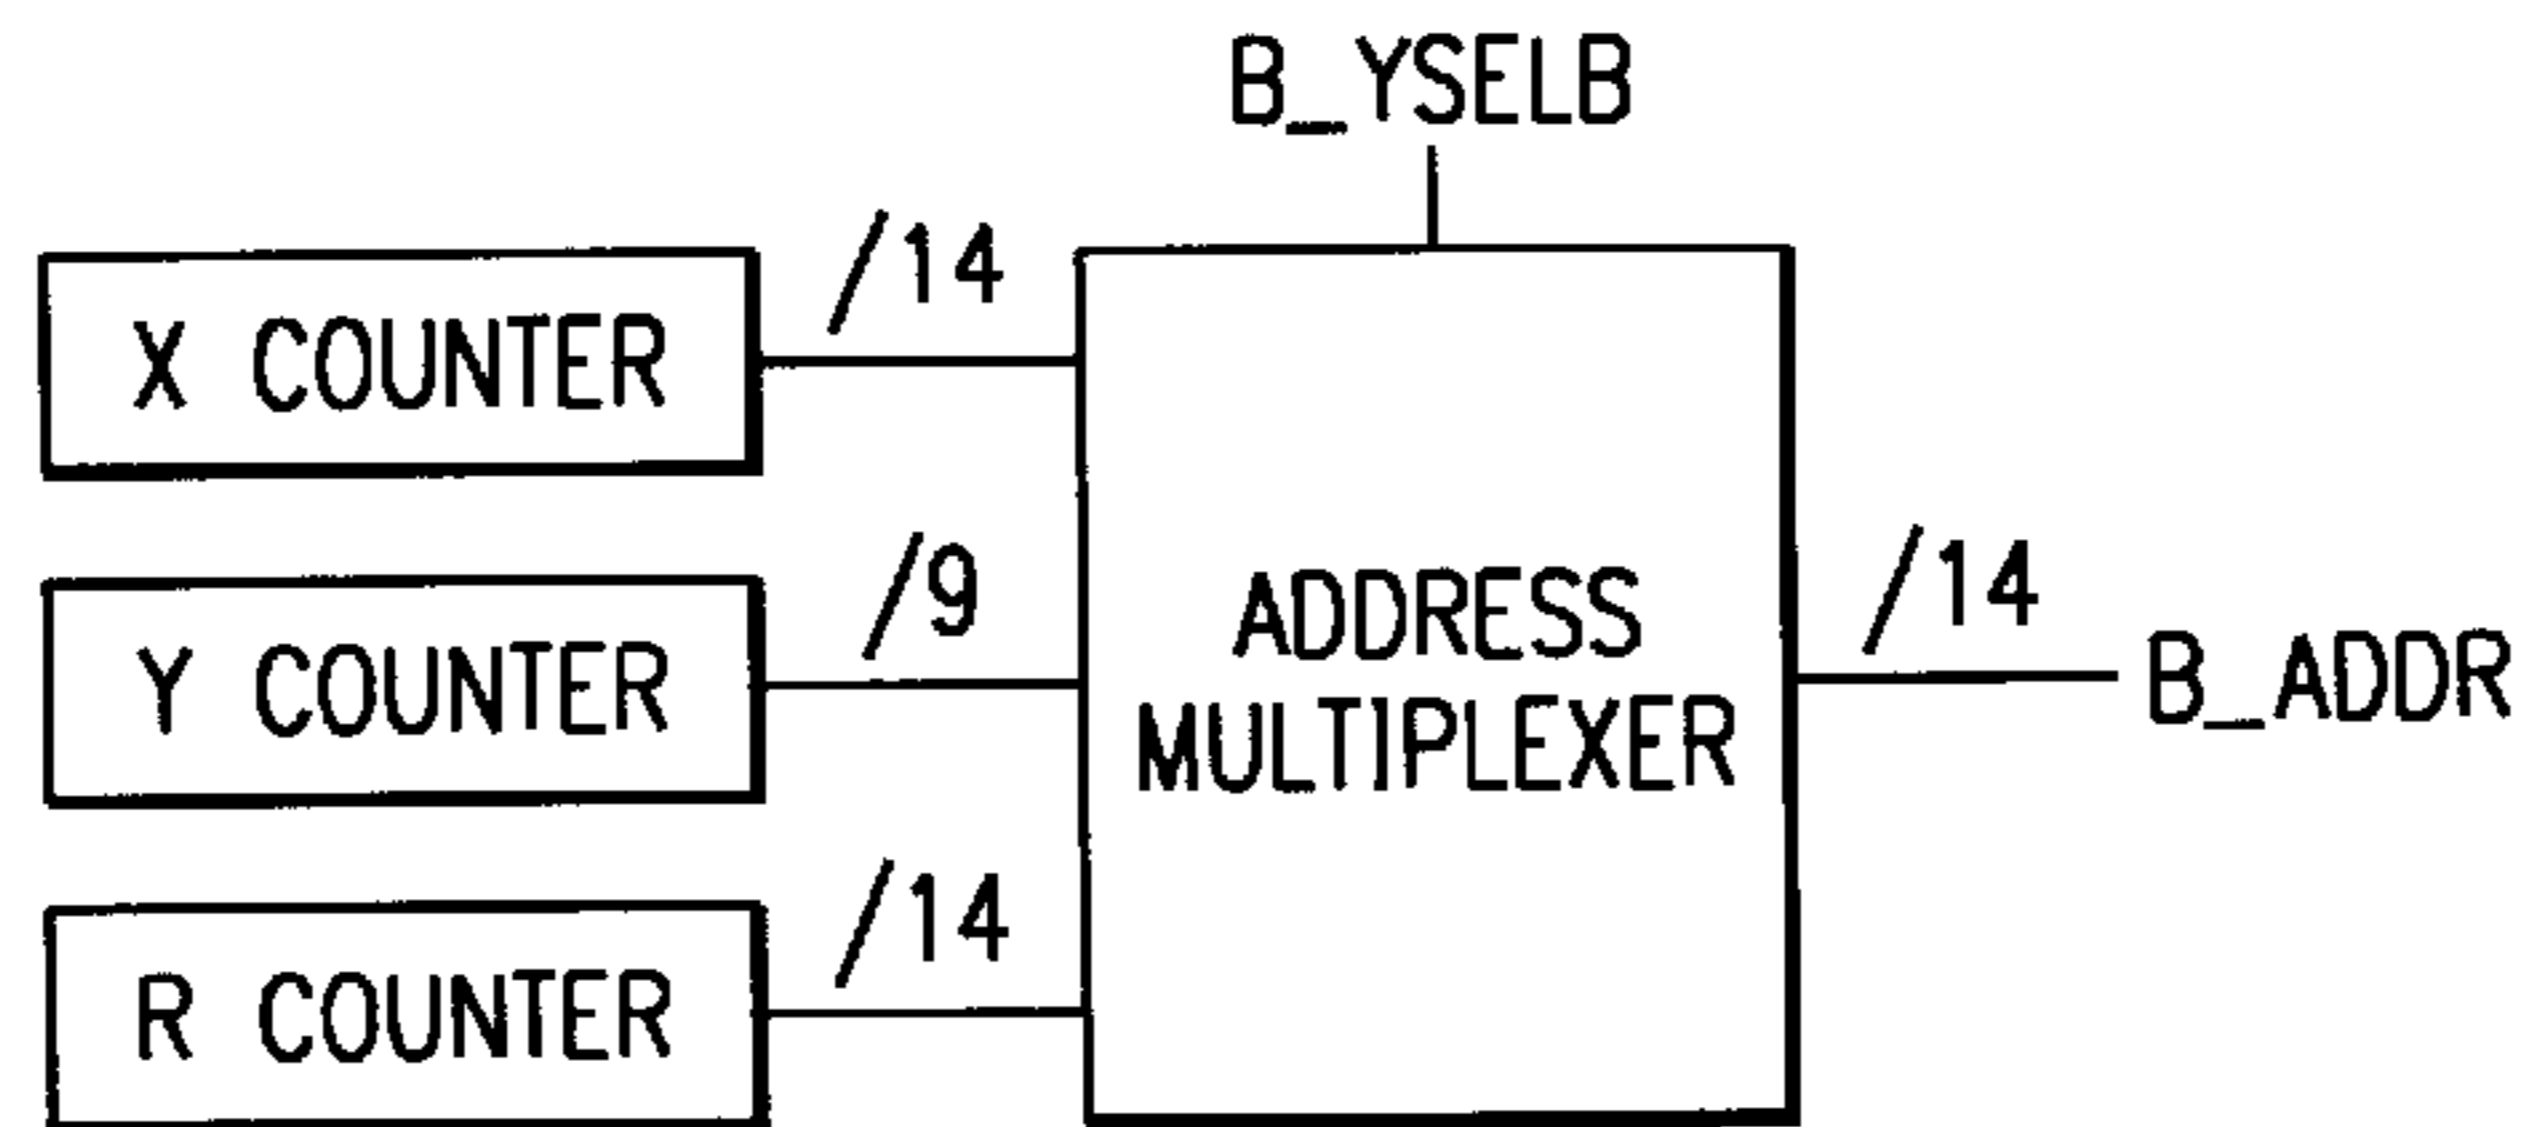 B_YSELB
/14
X COUNTER
/9
Y COUNTER
ADDRESS
MULTIPLEXER
/14
B_ADDR
/14
R COUNTER